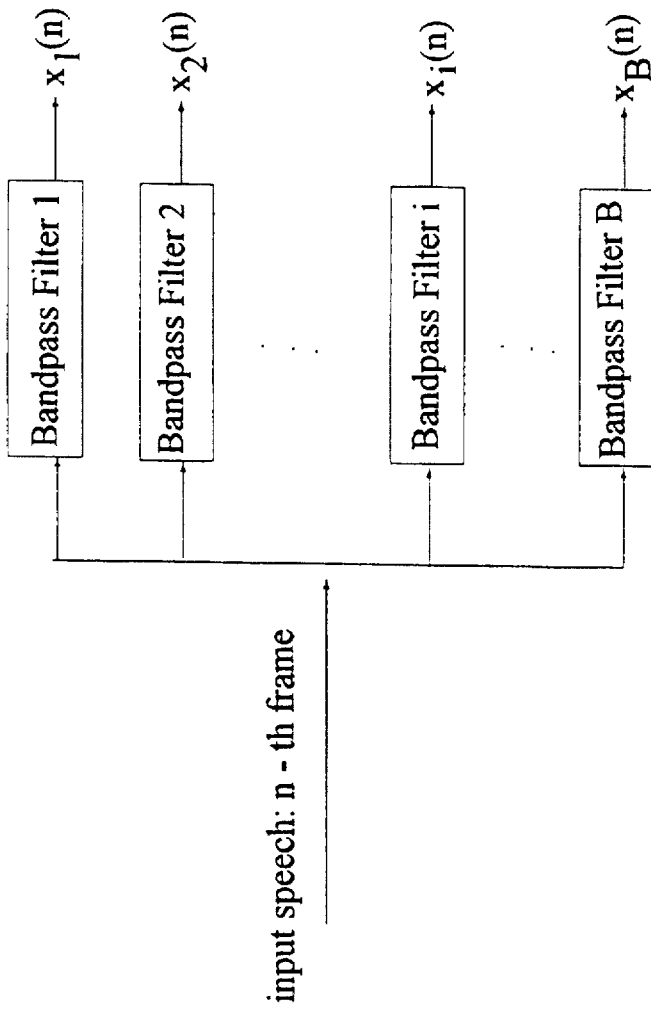 input speech: n - th frame
Bandpass Filter 1
x1(n)
Bandpass Filter 2
x2(n)
. . .
Bandpass Filter i
xi(n)
. . .
Bandpass Filter B
xB(n)